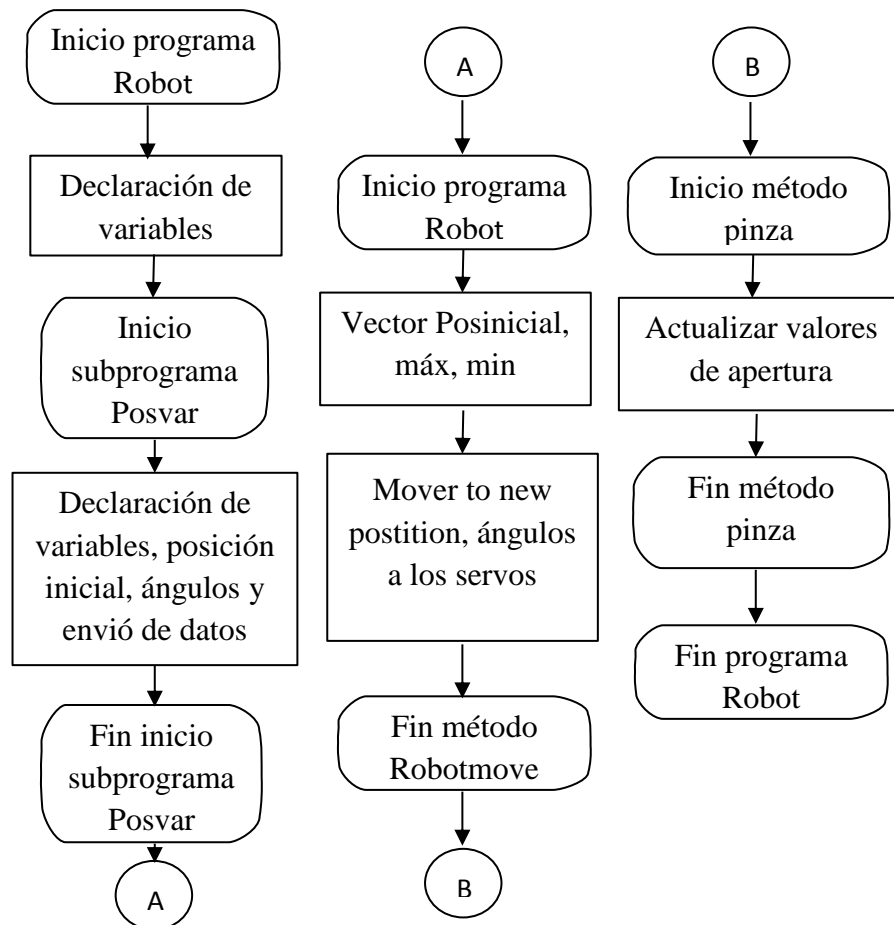 Inicio programa
Robot
Declaración de
variables
Inicio
subprograma
Posvar
Declaración de
variables, posición
inicial, ángulos y
envió de datos
Fin inicio
subprograma
Posvar
A
A
Inicio programa
Robot
Vector Posinicial,
máx, min
Mover to new
postition, ángulos
a los servos
Fin método
Robotmove
B
B
Inicio método
pinza
Actualizar valores
de apertura
Fin método
pinza
Fin programa
Robot